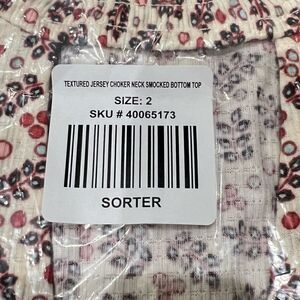 TEXTURED JERSEY CHOKER NECK SMOCKED BOTTOM TOP
SIZE: 2
SKU # 40065173
SORTER